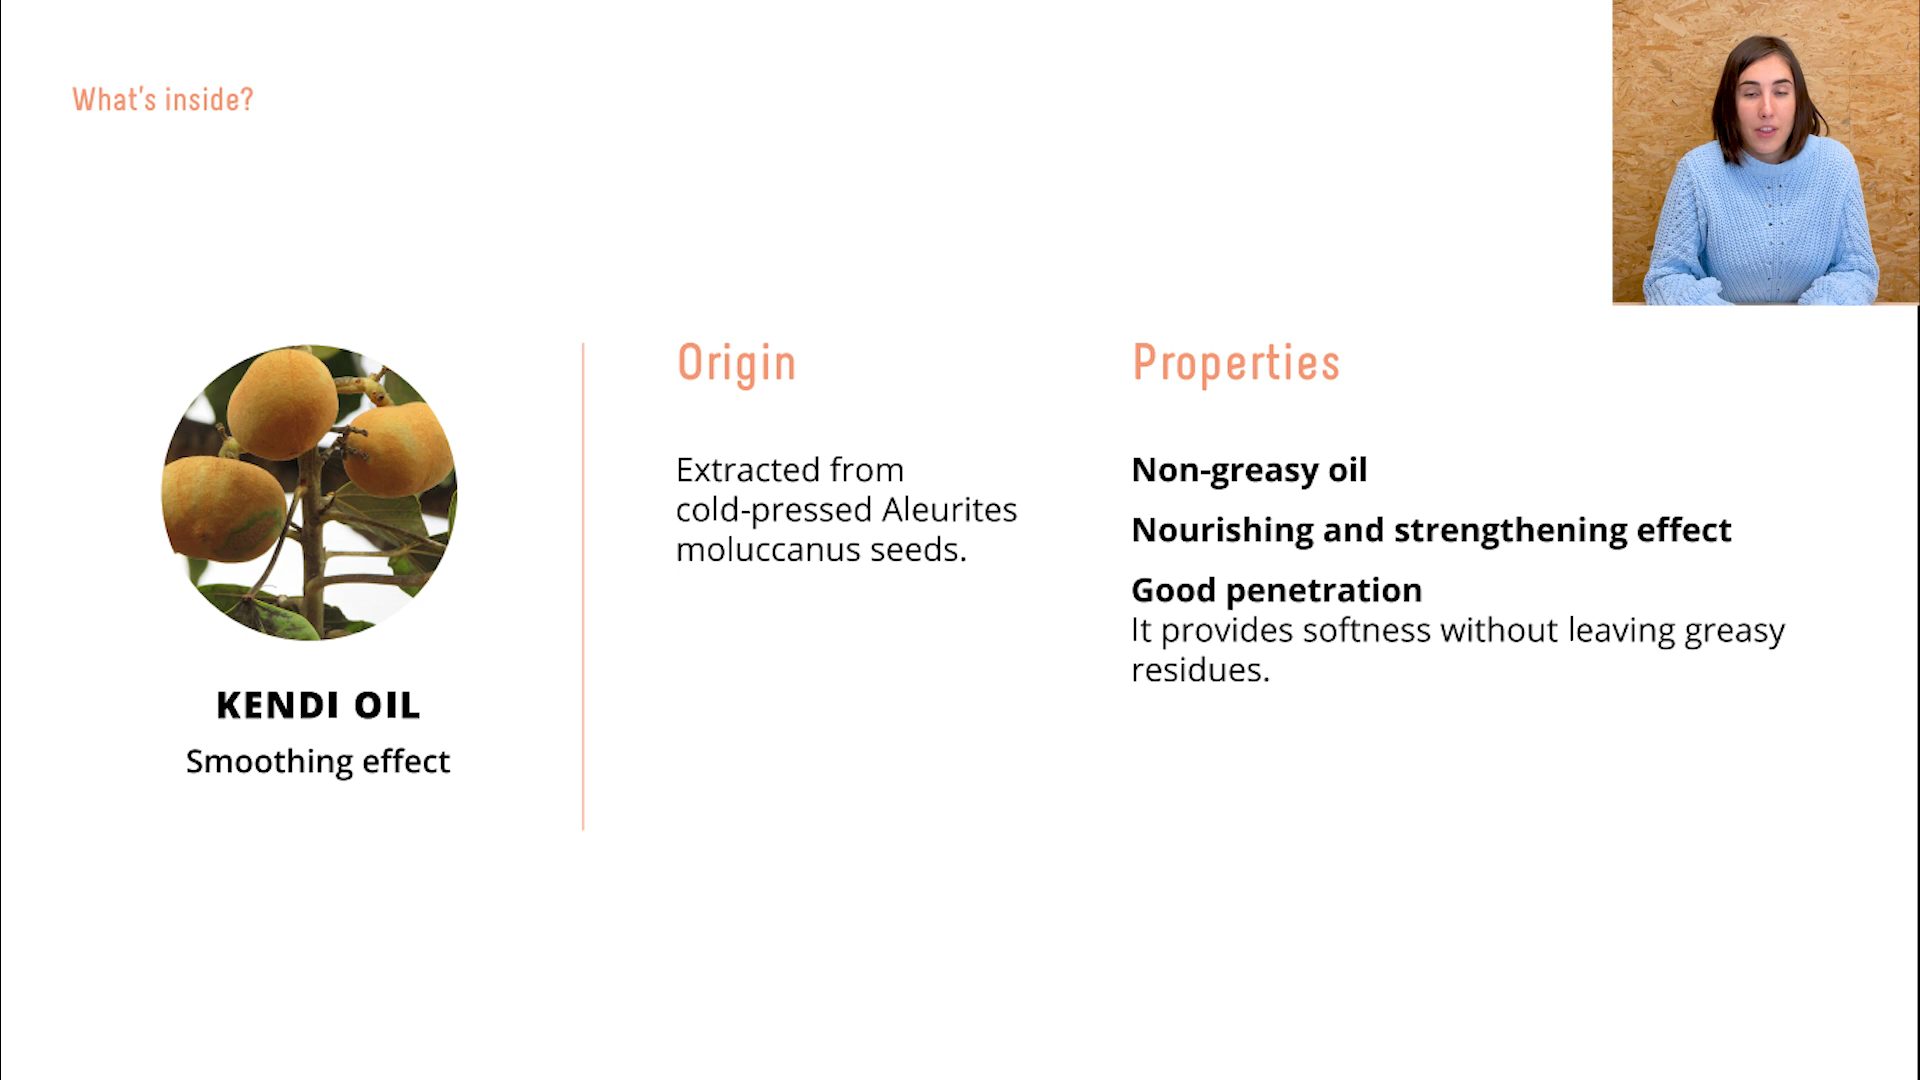 What's inside?
KENDI OIL
Smoothing effect
Origin
Extracted from
cold-pressed Aleurites
moluccanus seeds.
Properties
Non-greasy oil
Nourishing and strengthening effect
Good penetration
It provides softness without leaving greasy
residues.